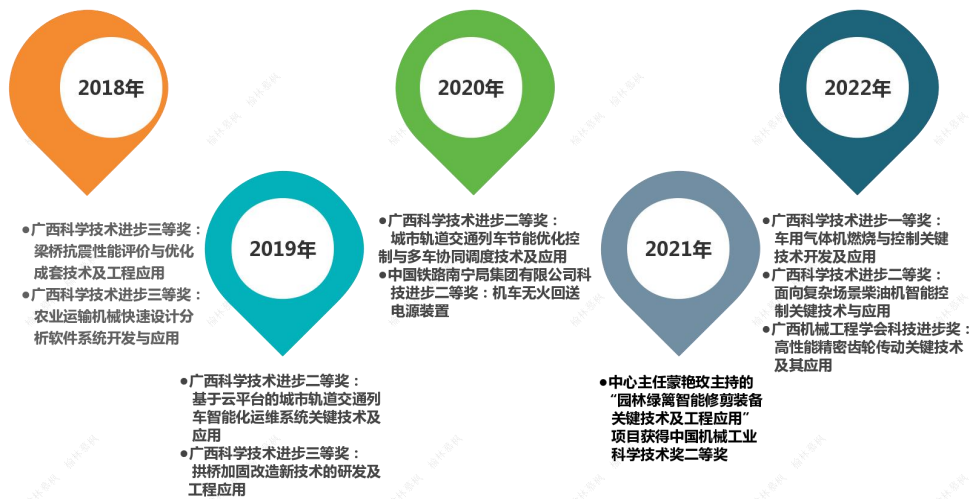 2018年
●广西科学技术进步三等奖：
梁桥抗震性能评价与优化
成套技术及工程应用
●广西科学技术进步三等奖：
农业运输机械快速设计分
析软件系统开发与应用
2019年
●广西科学技术进步二等奖：
基于云平台的城市轨道交通列
车智能化运维系统关键技术及
应用
●广西科学技术进步三等奖：
拱桥加固改造新技术的研发及
工程应用
2020年
●广西科学技术进步二等奖：
城市轨道交通列车节能优化控
制与多车协同调度技术及应用
●中国铁路南宁局集团有限公司科
技进步二等奖：机车无火回送
电源装置
2021年
●中心主任蒙艳玫主持的
“园林绿篱智能修剪装备
关键技术及工程应用”
项目获得中国机械工业
科学技术奖二等奖
2022年
●广西科学技术进步一等奖：
车用气体机燃烧与控制关键
技术开发及应用
●广西科学技术进步二等奖：
面向复杂场景柴油机智能控
制关键技术与应用
●广西机械工程学会科技进步奖：
高性能精密齿轮传动关键技术
及其应用